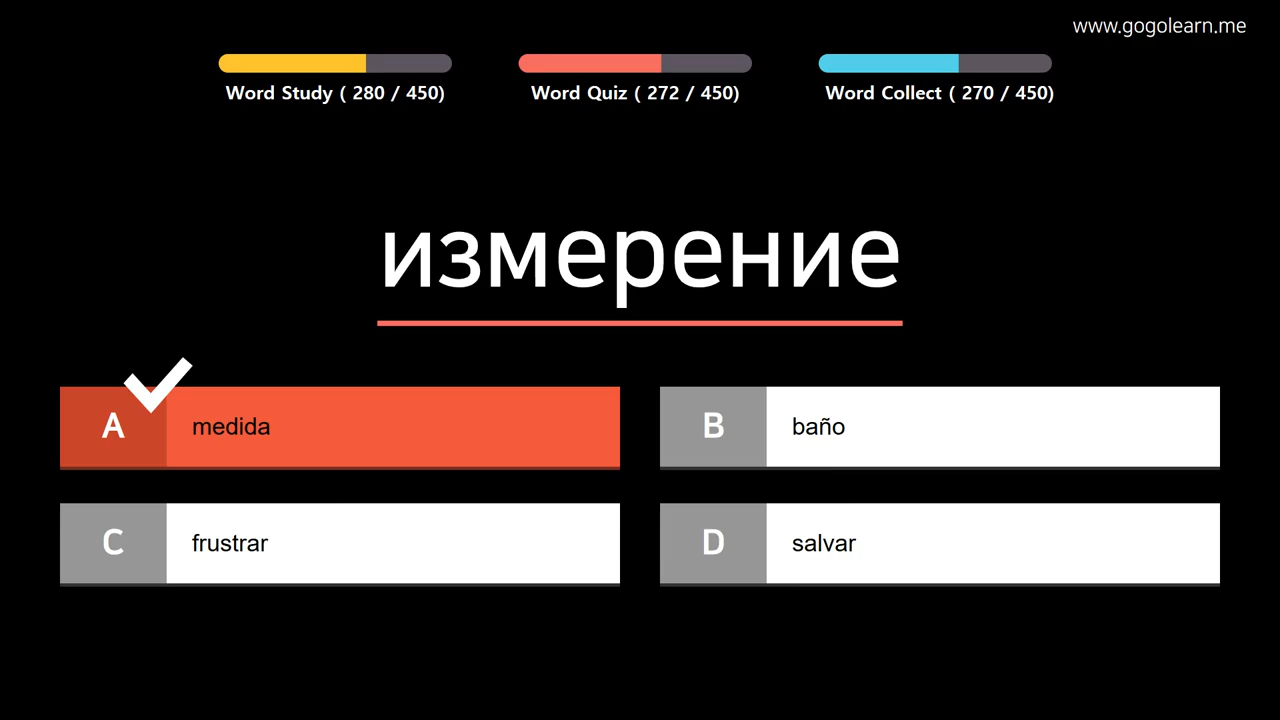 www.gogolearn.me
Word Study ( 280 / 450)
Word Quiz ( 272 / 450)
Word Collect ( 270 / 450)
измерение
A medida
B baño
C frustrar
D salvar